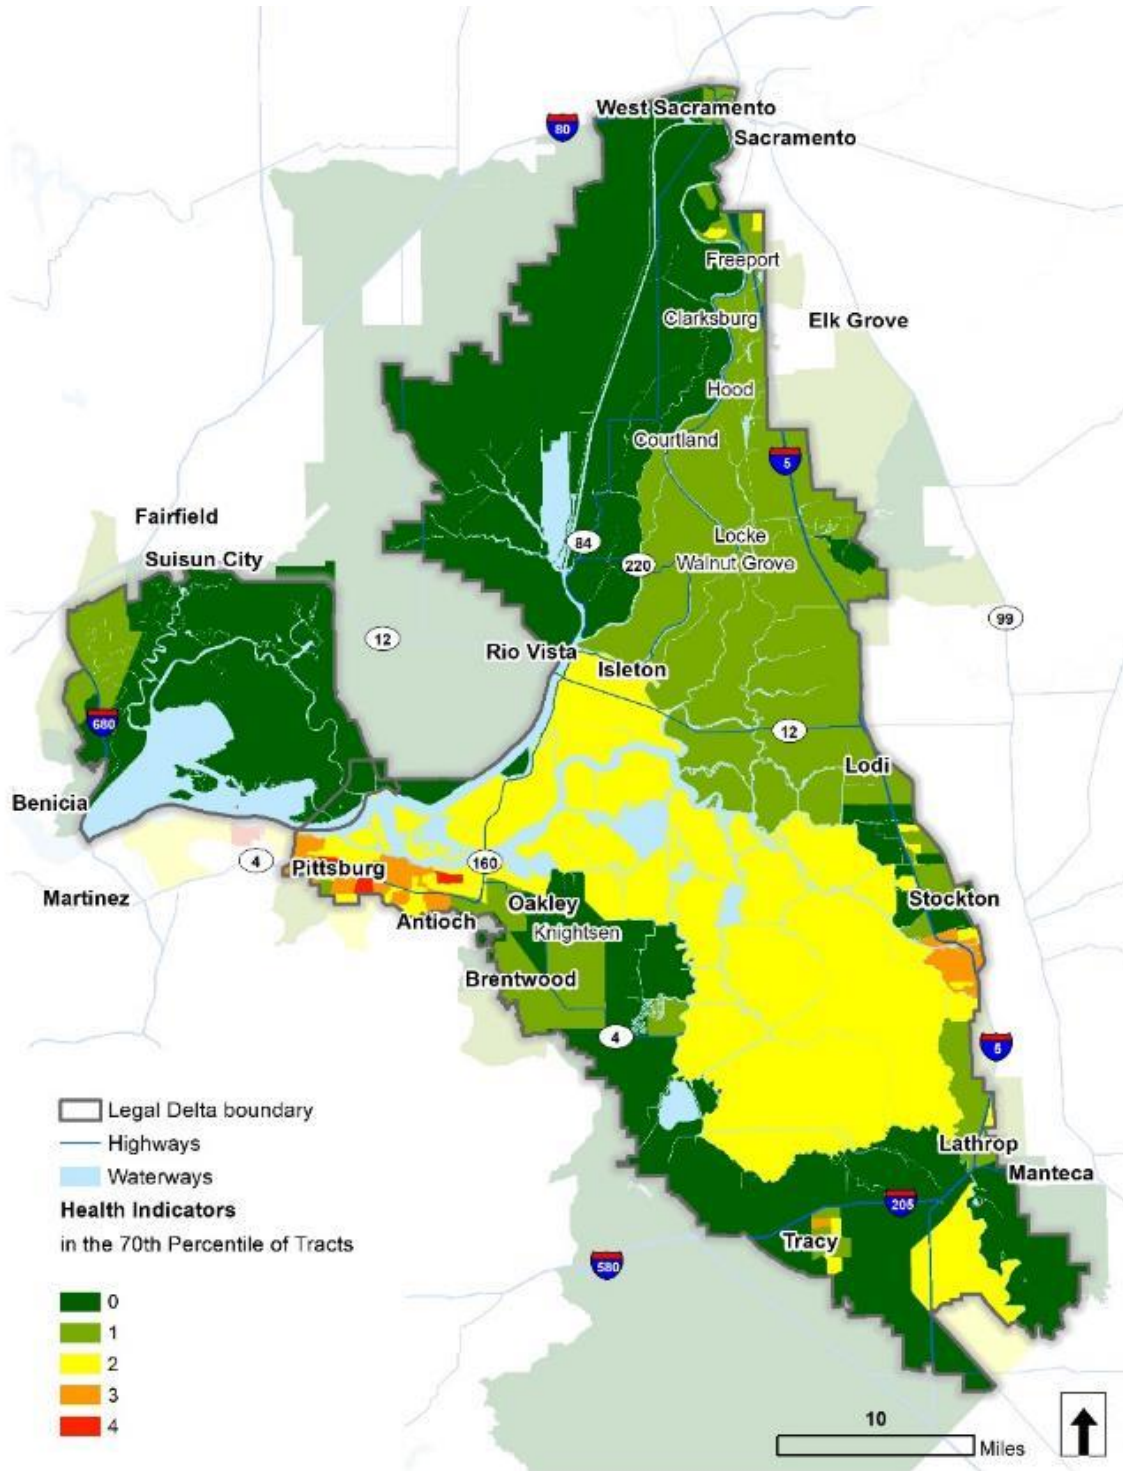 West Sacramento
80
Sacramento
Freeport
Clarksburg
Elk Grove
Hood
Courtland
5
Fairfield
Locke
84
Suisun City
220
Walnut Grove
99
12
Rio Vista
Isleton
680
12
Lodi
Benicia
4
Pittsburg
160
Martinez
Oakley
Stockton
Antioch
Knightsen
Brentwood
4
5
Legal Delta boundary
Highways
Lathrop
Waterways
Manteca
Health Indicators
205
in the 70th Percentile of Tracts
Tracy
580
0
1
2
3
4
10
Miles